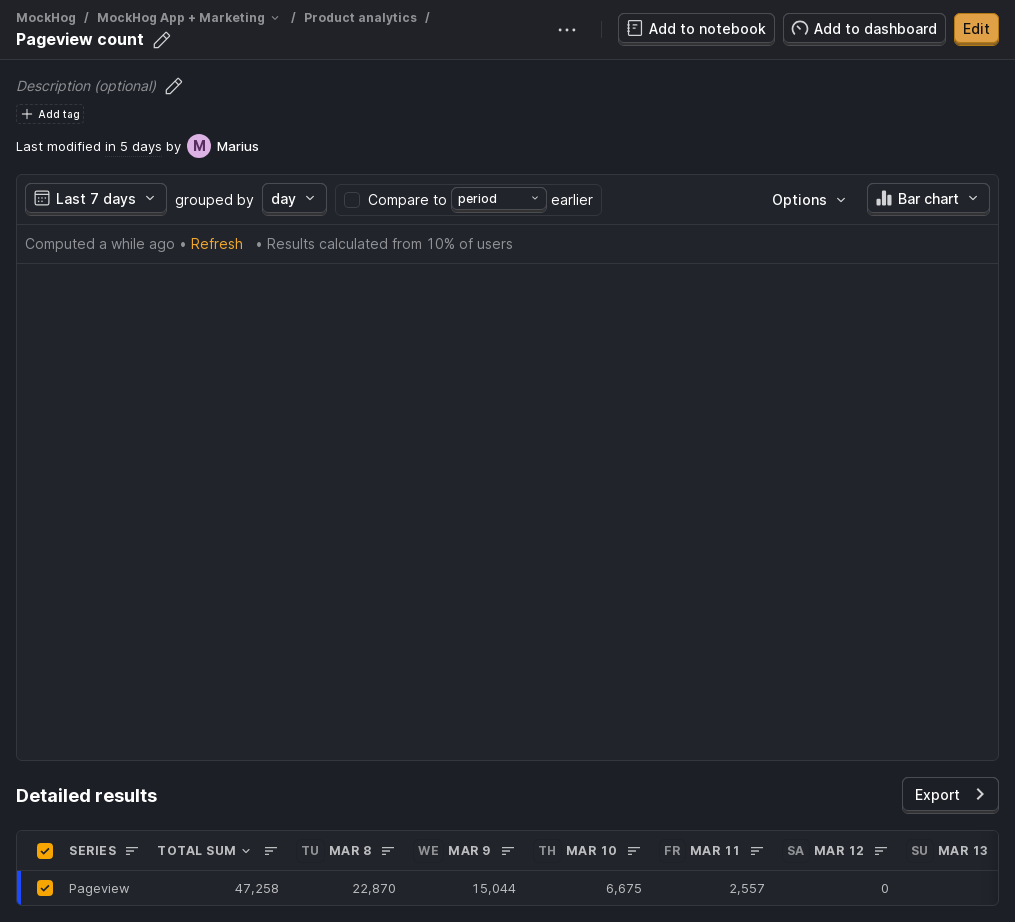 MockHog / MockHog App + Marketing / Product analytics /
Pageview count
Add to notebook
Add to dashboard
Edit
Description (optional)
Add tag
Last modified in 5 days by M Marius
Last 7 days grouped by day Compare to period earlier Options Bar chart
Computed a while ago • Refresh • Results calculated from 10% of users
Detailed results
Export
SERIES TOTAL SUM TU MAR 8 WE MAR 9 TH MAR 10 FR MAR 11 SA MAR 12 SU MAR 13
Pageview 47,258 22,870 15,044 6,675 2,557 0